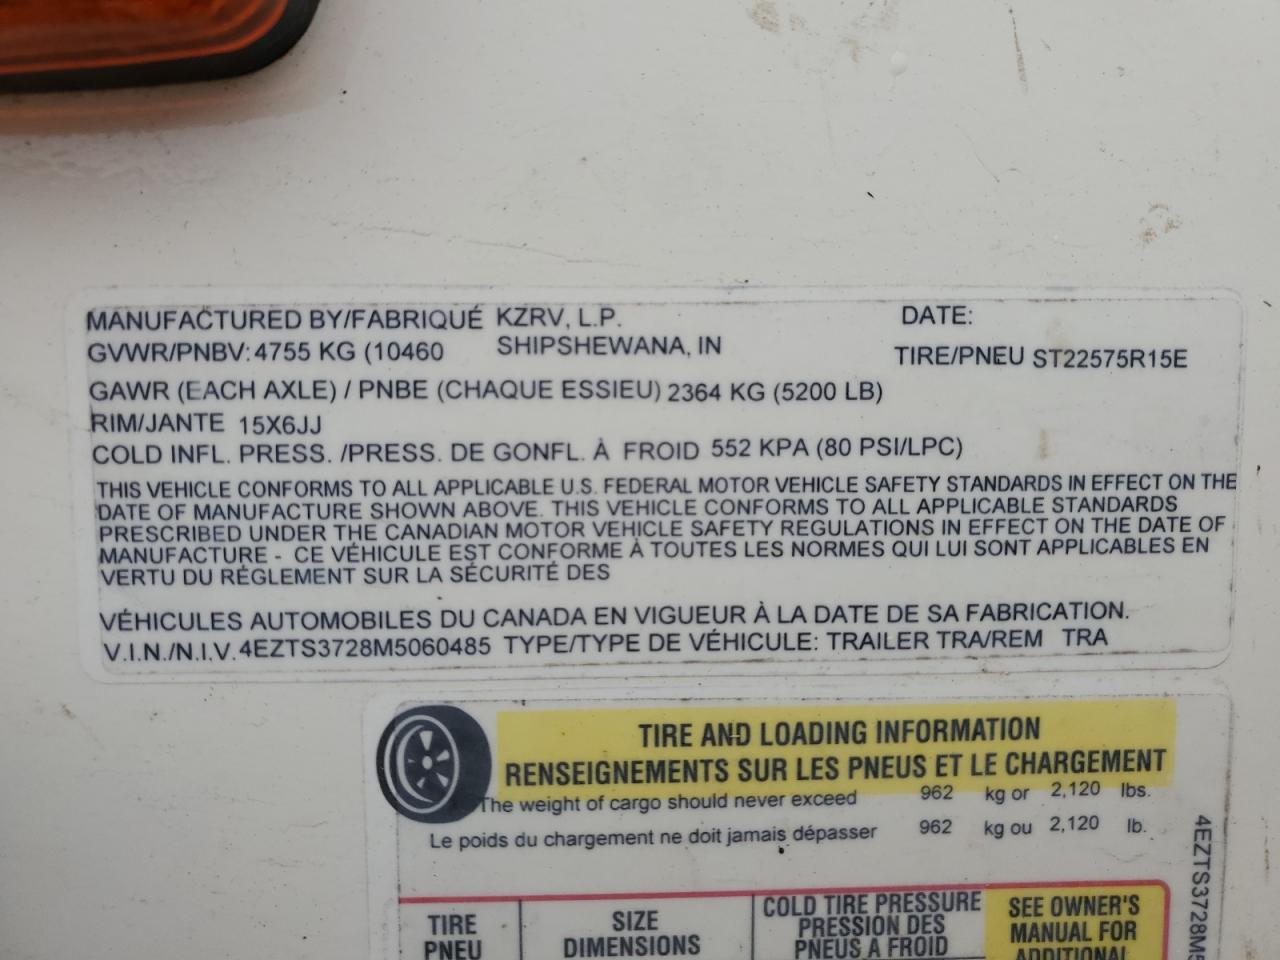 MANUFACTURED BY/FABRIQUÉ KZRV, L.P. DATE:
GVWR/PNBV: 4755 KG (10460 SHIPSHEWANA, IN TIRE/PNEU ST22575R15E
GAWR (EACH AXLE) / PNBE (CHAQUE ESSIEU) 2364 KG (5200 LB)
RIM/JANTE 15X6JJ
COLD INFL. PRESS. /PRESS. DE GONFL. À FROID 552 KPA (80 PSI/LPC)
THIS VEHICLE CONFORMS TO ALL APPLICABLE U.S. FEDERAL MOTOR VEHICLE SAFETY STANDARDS IN EFFECT ON THE
DATE OF MANUFACTURE SHOWN ABOVE. THIS VEHICLE CONFORMS TO ALL APPLICABLE STANDARDS
PRESCRIBED UNDER THE CANADIAN MOTOR VEHICLE SAFETY REGULATIONS IN EFFECT ON THE DATE OF
MANUFACTURE - CE VÉHICULE EST CONFORME À TOUTES LES NORMES QUI LUI SONT APPLICABLES EN
VERTU DU RÉGLEMENT SUR LA SÉCURITÉ DES
VÉHICULES AUTOMOBILES DU CANADA EN VIGUEUR À LA DATE DE SA FABRICATION.
V.I.N./N.I.V. 4EZTS3728M5060485 TYPE/TYPE DE VÉHICULE: TRAILER TRA/REM TRA
TIRE AND LOADING INFORMATION
RENSEIGNEMENTS SUR LES PNEUS ET LE CHARGEMENT
The weight of cargo should never exceed 962 kg or 2,120 lbs.
Le poids du chargement ne doit jamais dépasser 962 kg ou 2,120 lb.
TIRE
PNEU
SIZE
DIMENSIONS
COLD TIRE PRESSURE
PRESSION DES
PNEUS A FROID
SEE OWNER'S
MANUAL FOR
ADDITIONAL
4EZTS3728M5